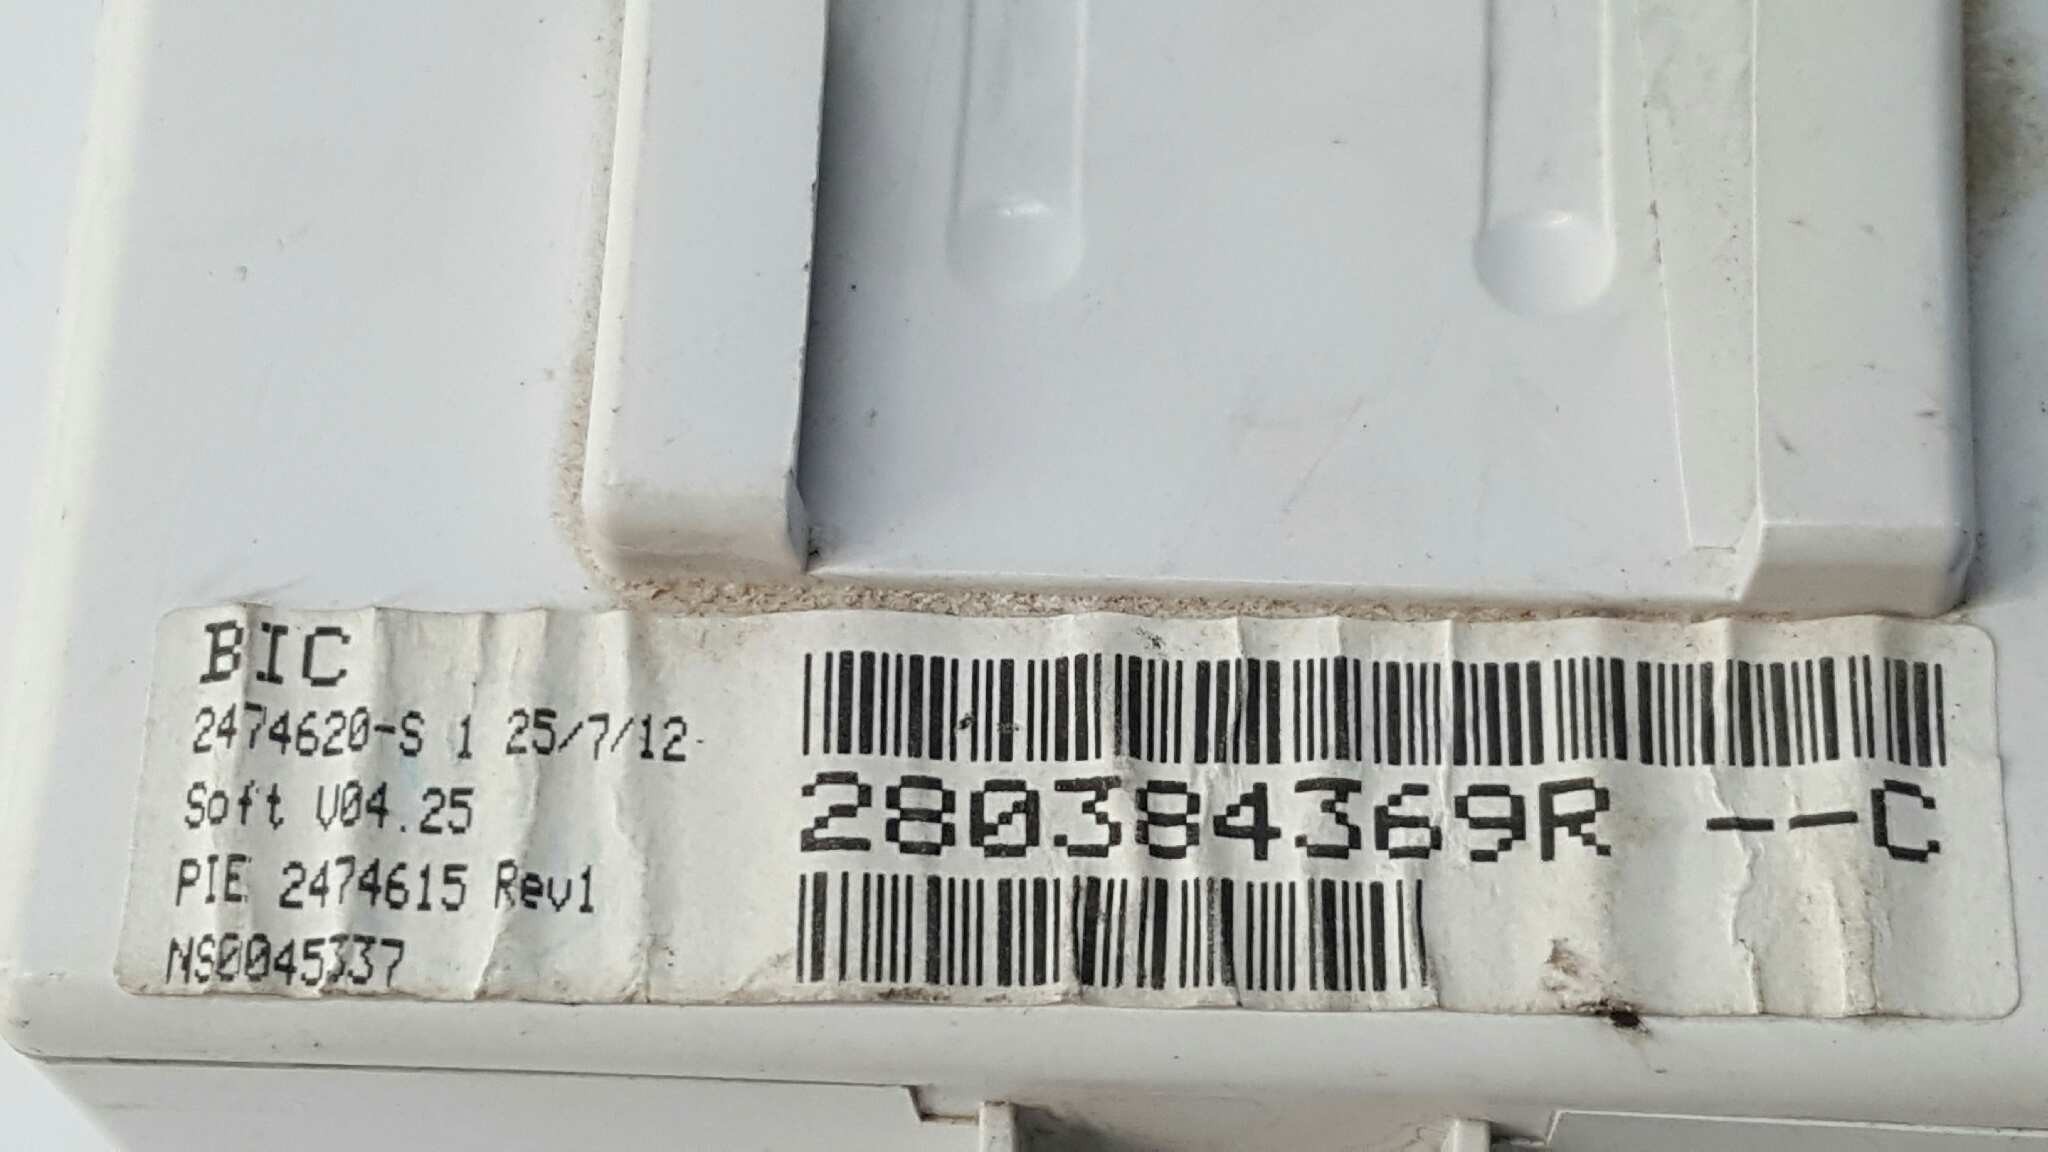 BIC
2474620-S 1 25/7/12
Soft V04.25
PIE 2474615 Rev1
NS0045337
280384369R --C